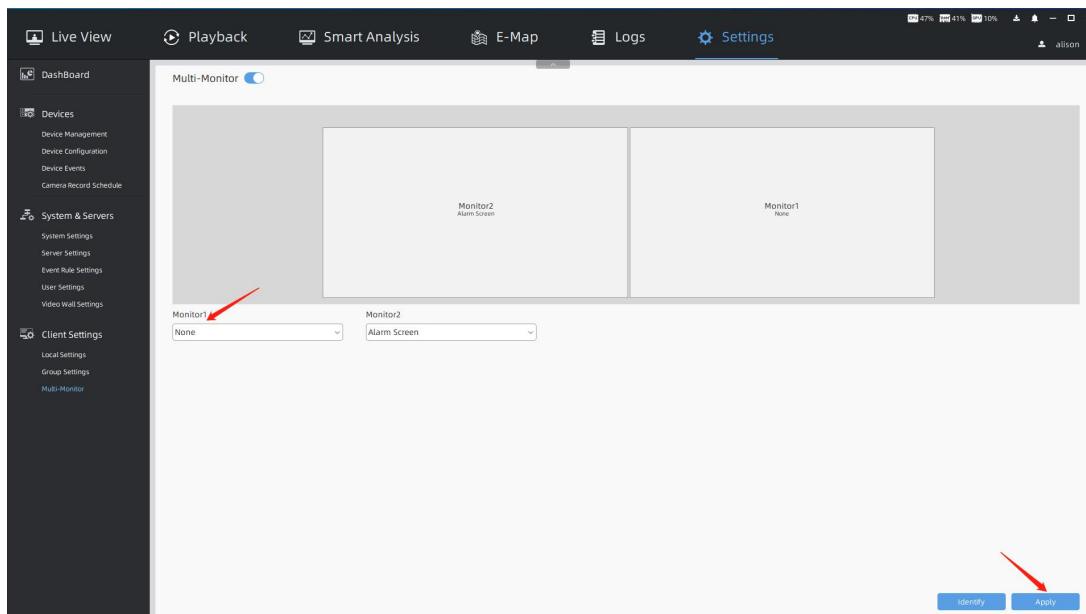 CPU 47% 41% GPU 10%
Live View Playback Smart Analysis E-Map Logs Settings
alison
DashBoard
Multi-Monitor
Devices
Device Management
Device Configuration
Device Events
Camera Record Schedule
System & Servers
System Settings
Server Settings
Event Rule Settings
User Settings
Video Wall Settings
Client Settings
Local Settings
Group Settings
Multi-Monitor
Monitor2
Alarm Screen
Monitor1
None
Monitor1 Monitor2
None Alarm Screen
Identify Apply